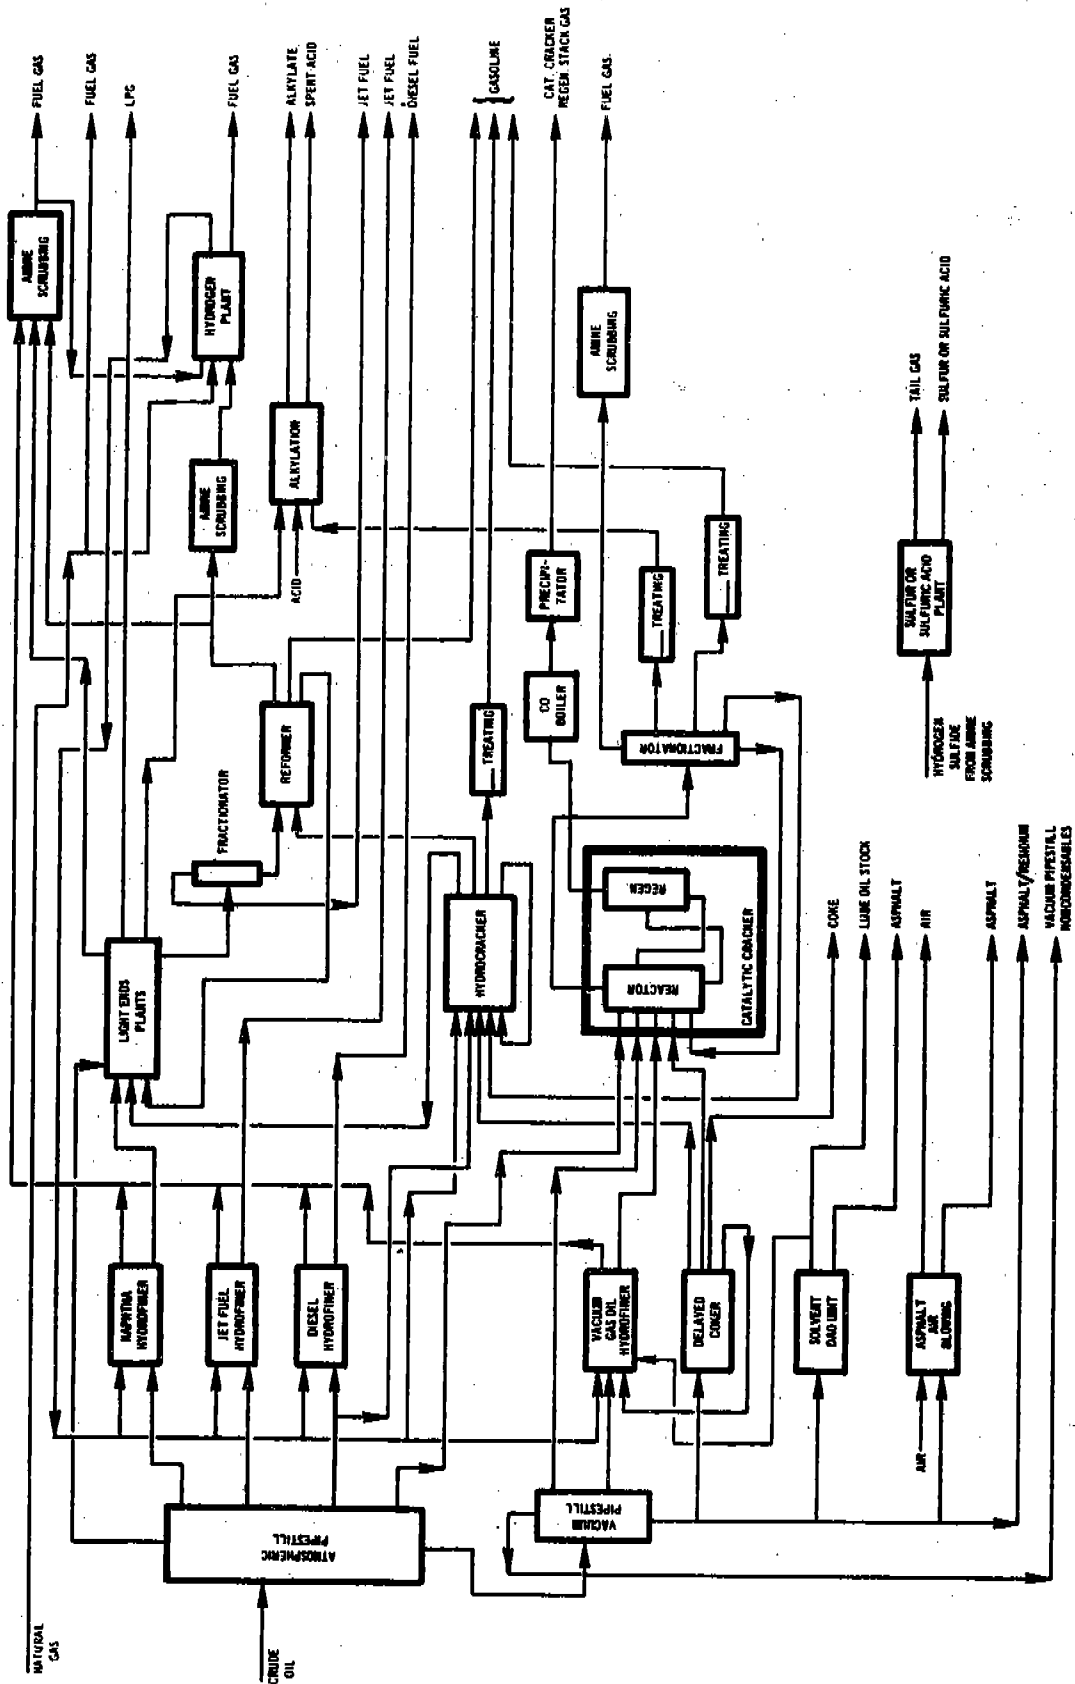 NATURAL
GAS
CRUDE
OIL
ATMOSPHERIC
PIPESTILL
VACUUM
PIPESTILL
NAPHTHA
HYDROFINER
JET FUEL
HYDROFINER
DIESEL
HYDROFINER
VACUUM
GAS OIL
HYDROFINER
DELAYED
COKER
SOLVENT
DAO UNIT
AIR
ASPHALT
AIR
BLOWING
LIGHT ENDS
PLANTS
FRACTIONATOR
REFORMER
HYDROCRACKER
TREATING
REACTOR
REGEN.
CATALYTIC CRACKER
CO
BOILER
PRECIPI-
TATOR
FRACTIONATOR
TREATING
TREATING
AMINE
SCRUBBING
ACID
ALKYLATION
HYDROGEN
PLANT
AMINE
SCRUBBING
AMINE
SCRUBBING
HYDROGEN
SULFIDE
FROM AMINE
SCRUBBING
SULFUR OR
SULFURIC ACID
PLANT
FUEL GAS
FUEL GAS
LPG
FUEL GAS
ALKYLATE
SPENT ACID
JET FUEL
JET FUEL
DIESEL FUEL
GASOLINE
CAT. CRACKER
REGEN. STACK GAS
FUEL GAS
TAIL GAS
SULFUR OR SULFURIC ACID
COKE
LUBE OIL STOCK
ASPHALT
AIR
ASPHALT
ASPHALT/RESIDUUM
VACUUM PIPESTILL
NONCONDENSABLES